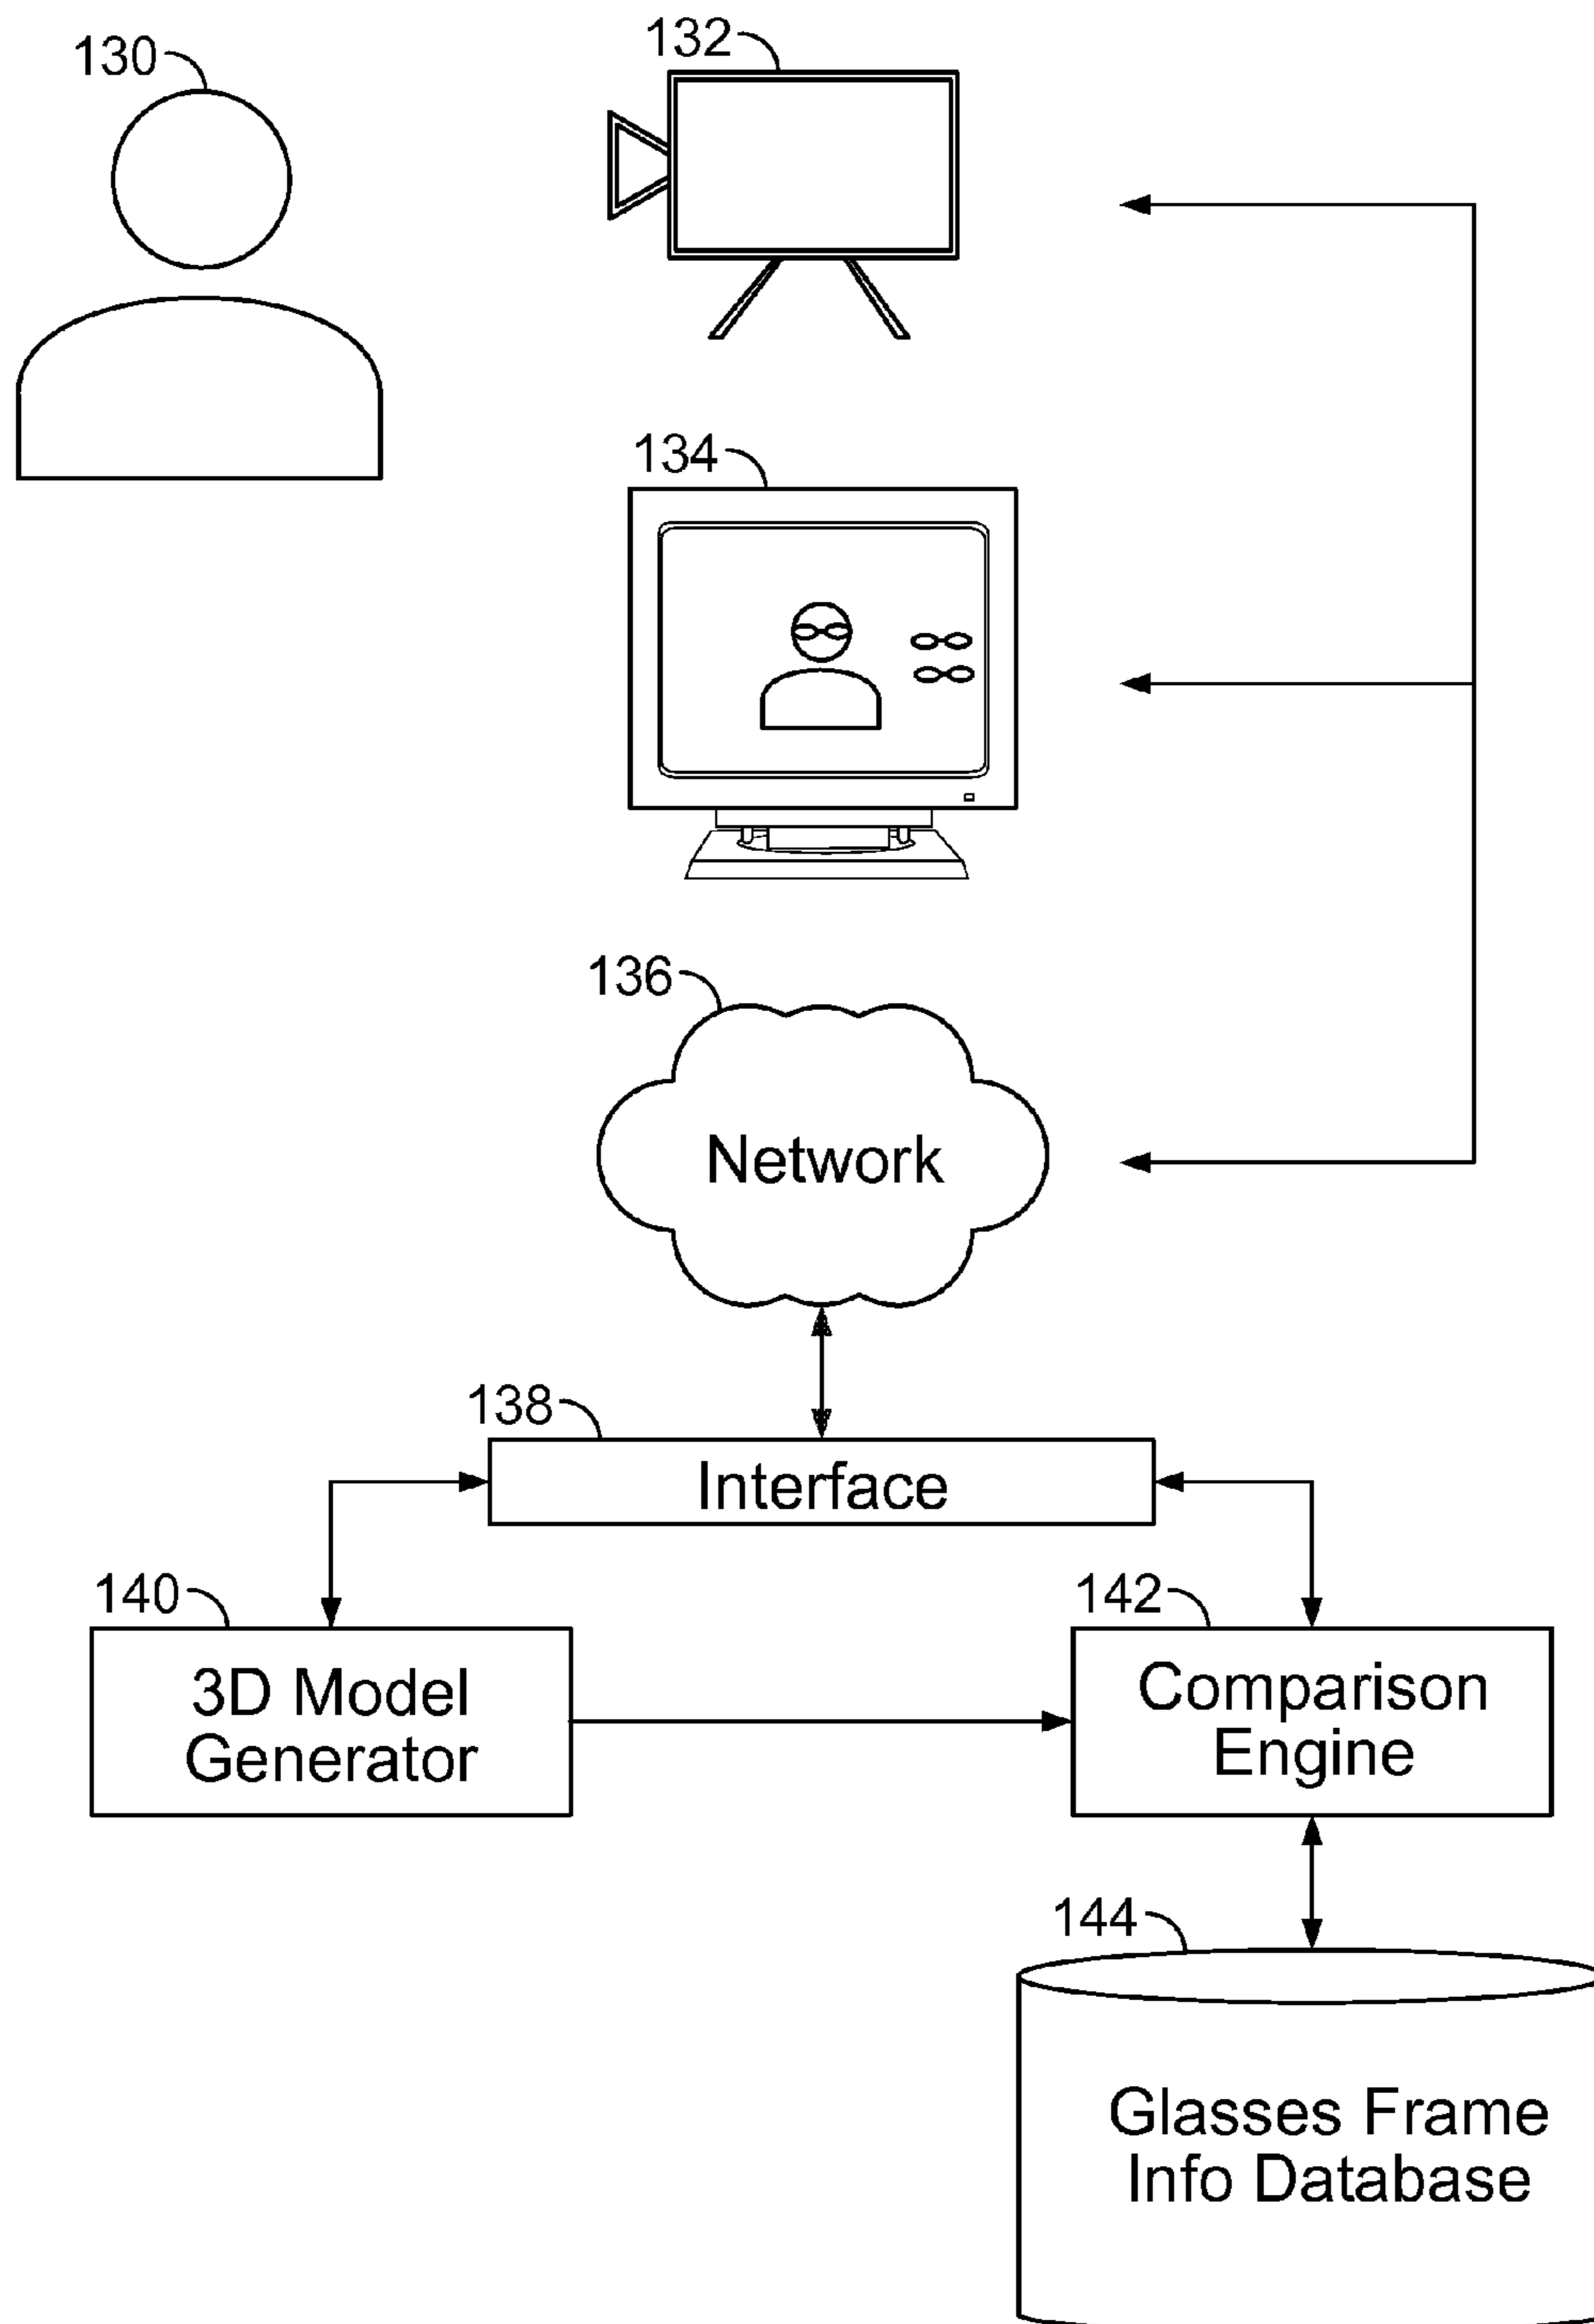 130
132
134
136
Network
138
Interface
140
142
3D Model
Generator
Comparison
Engine
144
Glasses Frame
Info Database